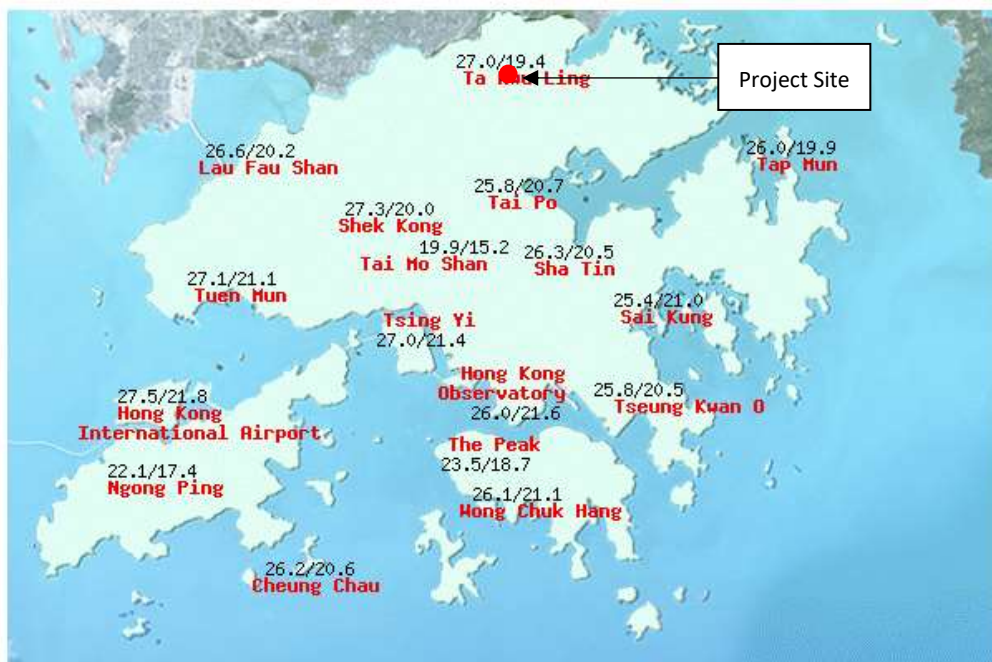 27.0/19.4
Ta Kwu Ling
Project Site
26.6/20.2
Lau Fau Shan
26.0/19.9
Tap Mun
25.8/20.7
Tai Po
27.3/20.0
Shek Kong
19.9/15.2
Tai Mo Shan
26.3/20.5
Sha Tin
27.1/21.1
Tuen Mun
25.4/21.0
Sai Kung
Tsing Yi
27.0/21.4
Hong Kong
Observatory
26.0/21.6
25.8/20.5
Tseung Kwan O
27.5/21.8
Hong Kong
International Airport
The Peak
23.5/18.7
22.1/17.4
Ngong Ping
26.1/21.1
Wong Chuk Hang
26.2/20.6
Cheung Chau